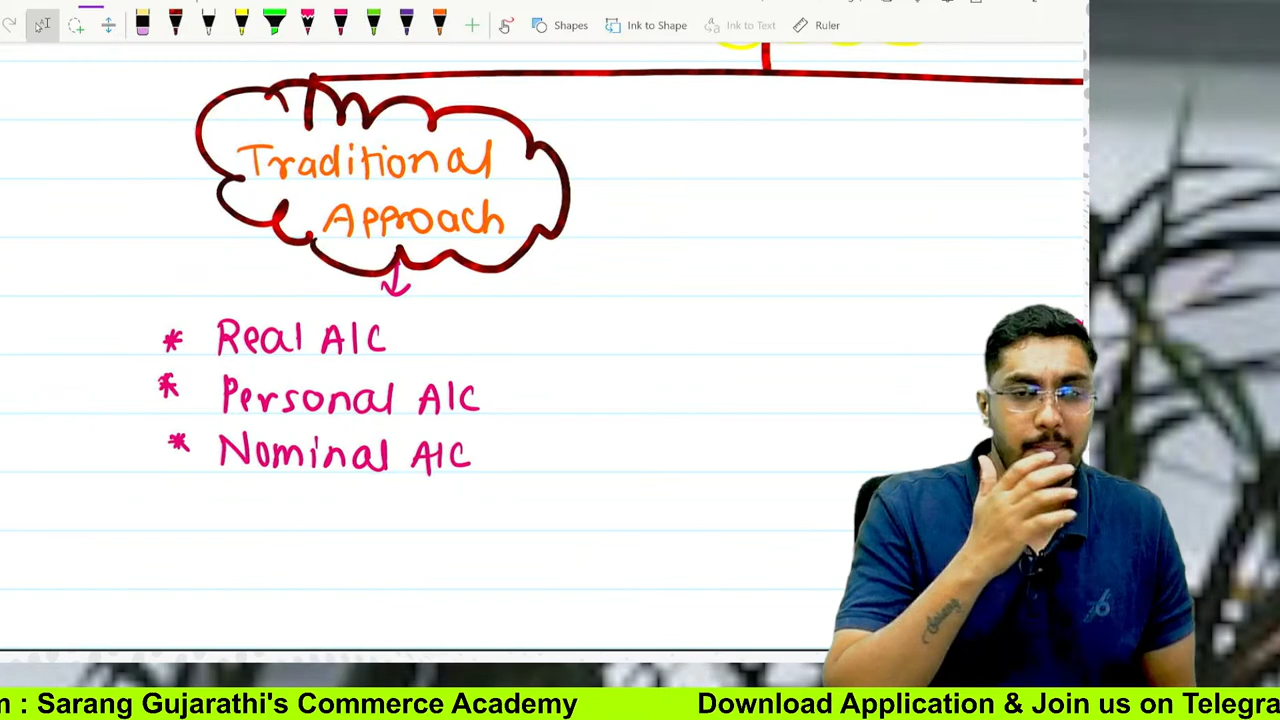 Shapes Ink to Shape Ink to Text Ruler
Traditional
Approach
* Real A/C
* Personal A/C
* Nominal A/C
: Sarang Gujarathi's Commerce Academy Download Application & Join us on Telegra